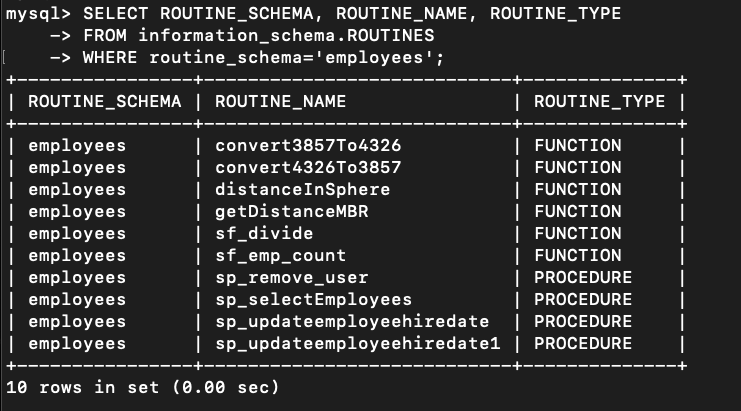 mysql> SELECT ROUTINE_SCHEMA, ROUTINE_NAME, ROUTINE_TYPE
    -> FROM information_schema.ROUTINES
    -> WHERE routine_schema='employees';
+----------------+----------------------------+--------------+
| ROUTINE_SCHEMA | ROUTINE_NAME               | ROUTINE_TYPE |
+----------------+----------------------------+--------------+
| employees      | convert3857To4326          | FUNCTION     |
| employees      | convert4326To3857          | FUNCTION     |
| employees      | distanceInSphere           | FUNCTION     |
| employees      | getDistanceMBR             | FUNCTION     |
| employees      | sf_divide                  | FUNCTION     |
| employees      | sf_emp_count               | FUNCTION     |
| employees      | sp_remove_user             | PROCEDURE    |
| employees      | sp_selectEmployees         | PROCEDURE    |
| employees      | sp_updateemployeehiredate  | PROCEDURE    |
| employees      | sp_updateemployeehiredate1 | PROCEDURE    |
+----------------+----------------------------+--------------+
10 rows in set (0.00 sec)